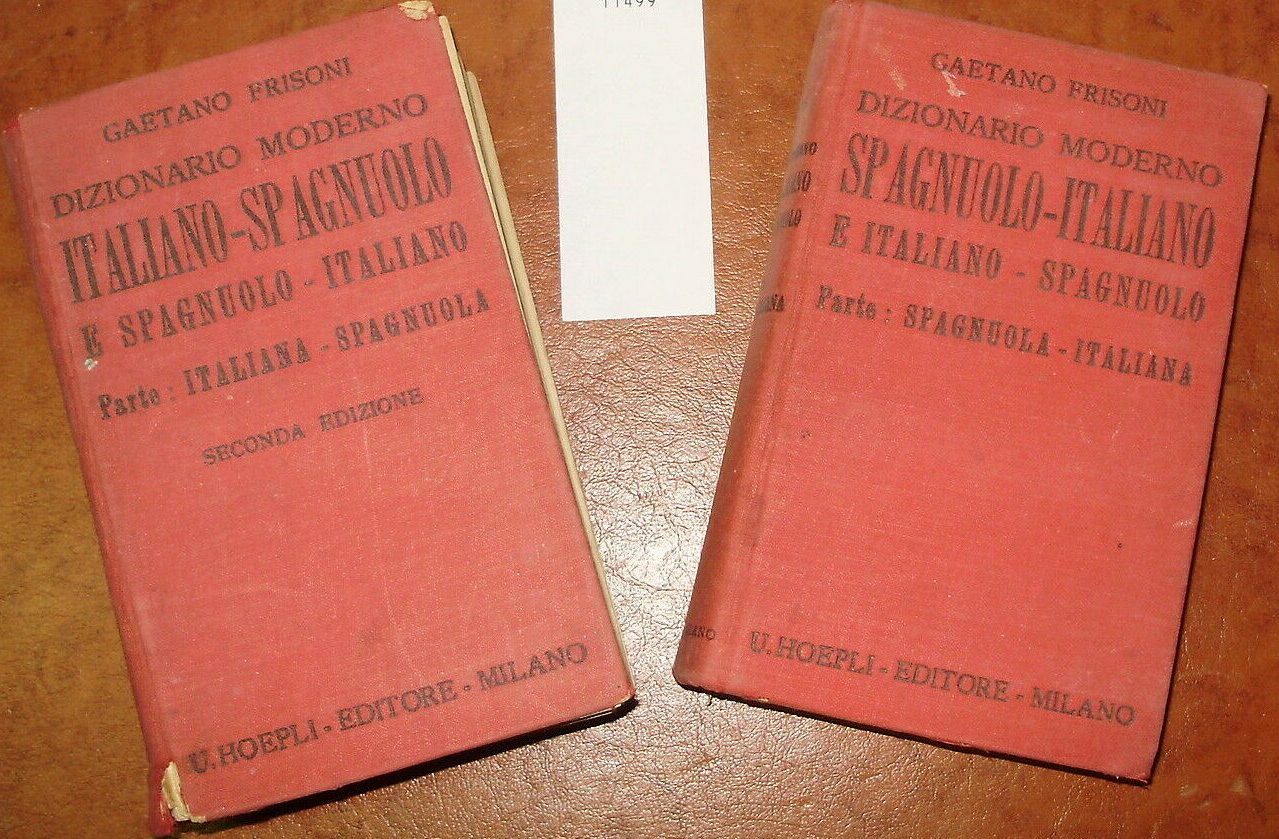 GAETANO FRISONI
DIZIONARIO MODERNO
ITALIANO-SPAGNUOLO
E SPAGNUOLO - ITALIANO
Parte : ITALIANA - SPAGNUOLA
SECONDA EDIZIONE
U. HOEPLI - EDITORE - MILANO
11499
GAETANO FRISONI
DIZIONARIO MODERNO
SPAGNUOLO-ITALIANO
E ITALIANO - SPAGNUOLO
Parte : SPAGNUOLA - ITALIANA
U. HOEPLI - EDITORE - MILANO